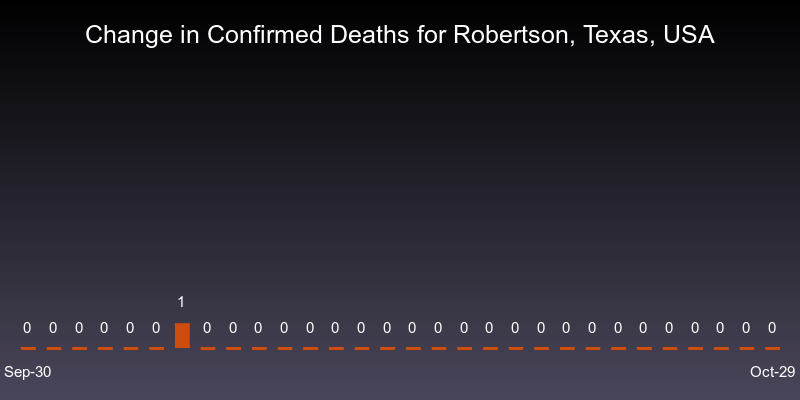 Change in Confirmed Deaths for Robertson, Texas, USA
1
0 0 0 0 0 0 0 0 0 0 0 0 0 0 0 0 0 0 0 0 0 0 0 0 0 0 0 0 0
Sep-30 Oct-29